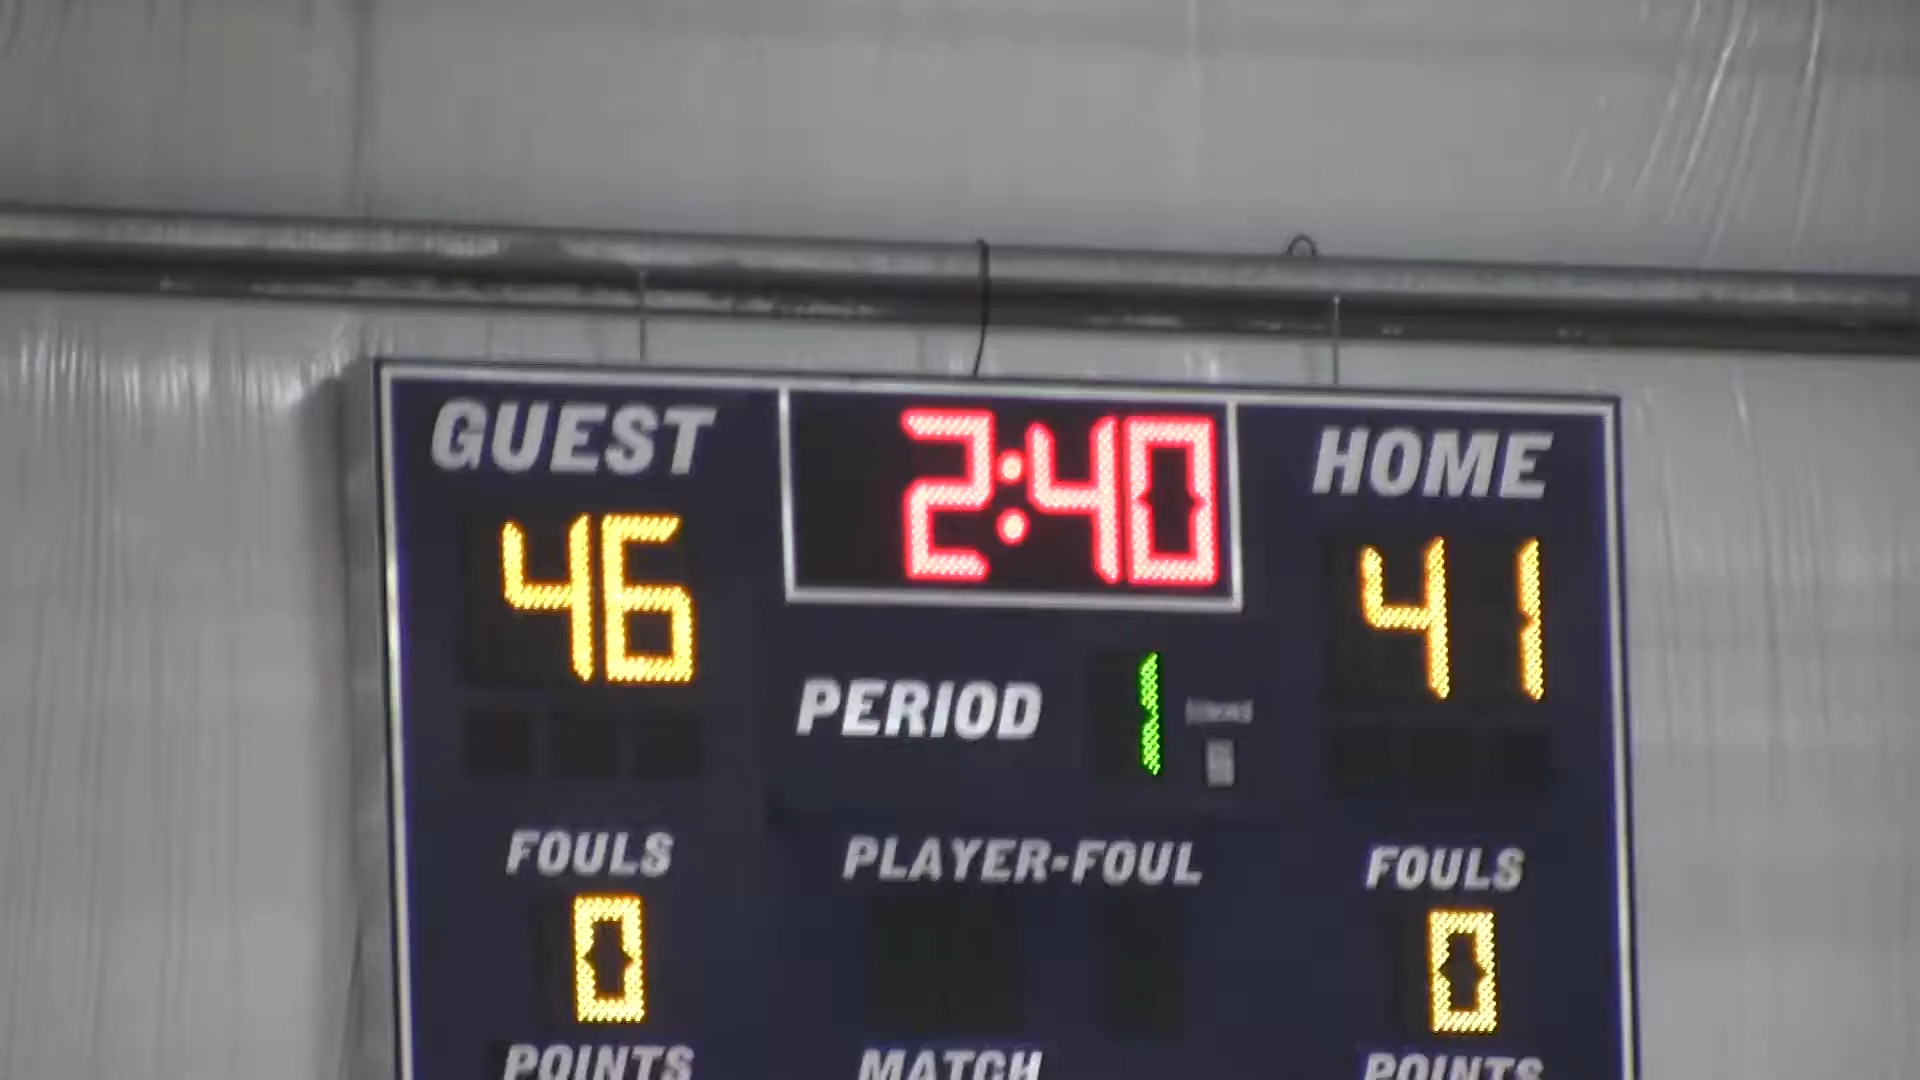 GUEST 2:40 HOME
46 41
PERIOD 1
FOULS PLAYER-FOUL FOULS
0 0
POINTS MATCH POINTS